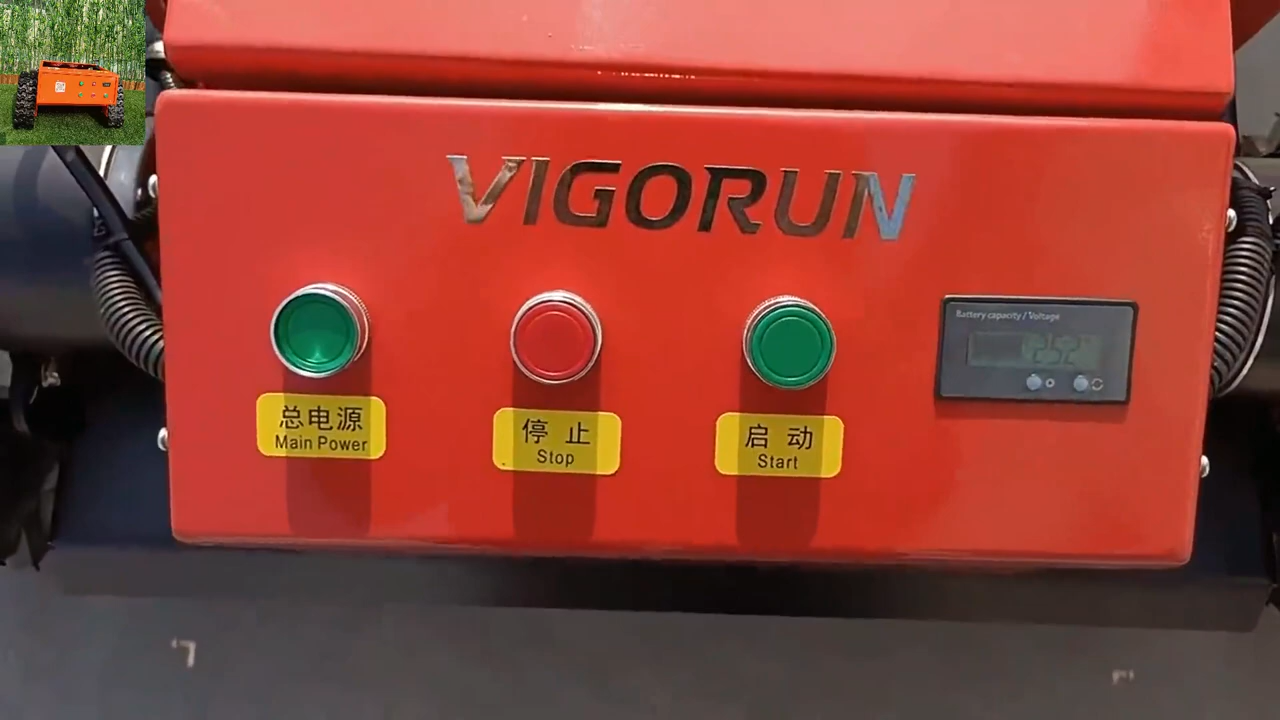 VIGORUN
Battery capacity / Voltage
总电源
Main Power
停止
Stop
启动
Start